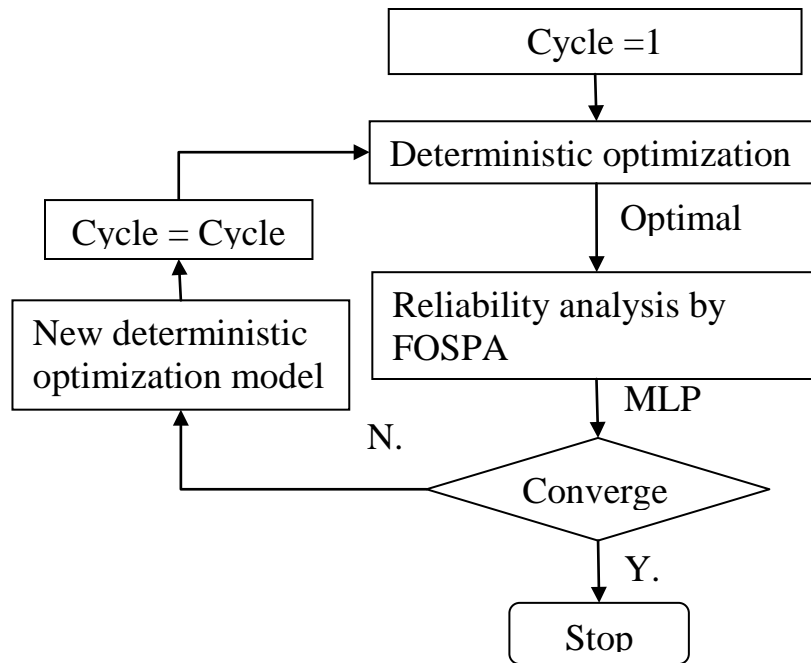 Cycle =1
Deterministic optimization
Optimal
Cycle = Cycle
Reliability analysis by
FOSPA
New deterministic
optimization model
MLP
N.
Converge
Y.
Stop